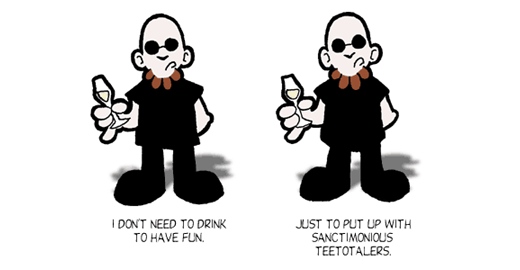 I DON'T NEED TO DRINK
TO HAVE FUN.
JUST TO PUT UP WITH
SANCTIMONIOUS
TEETOTALERS.